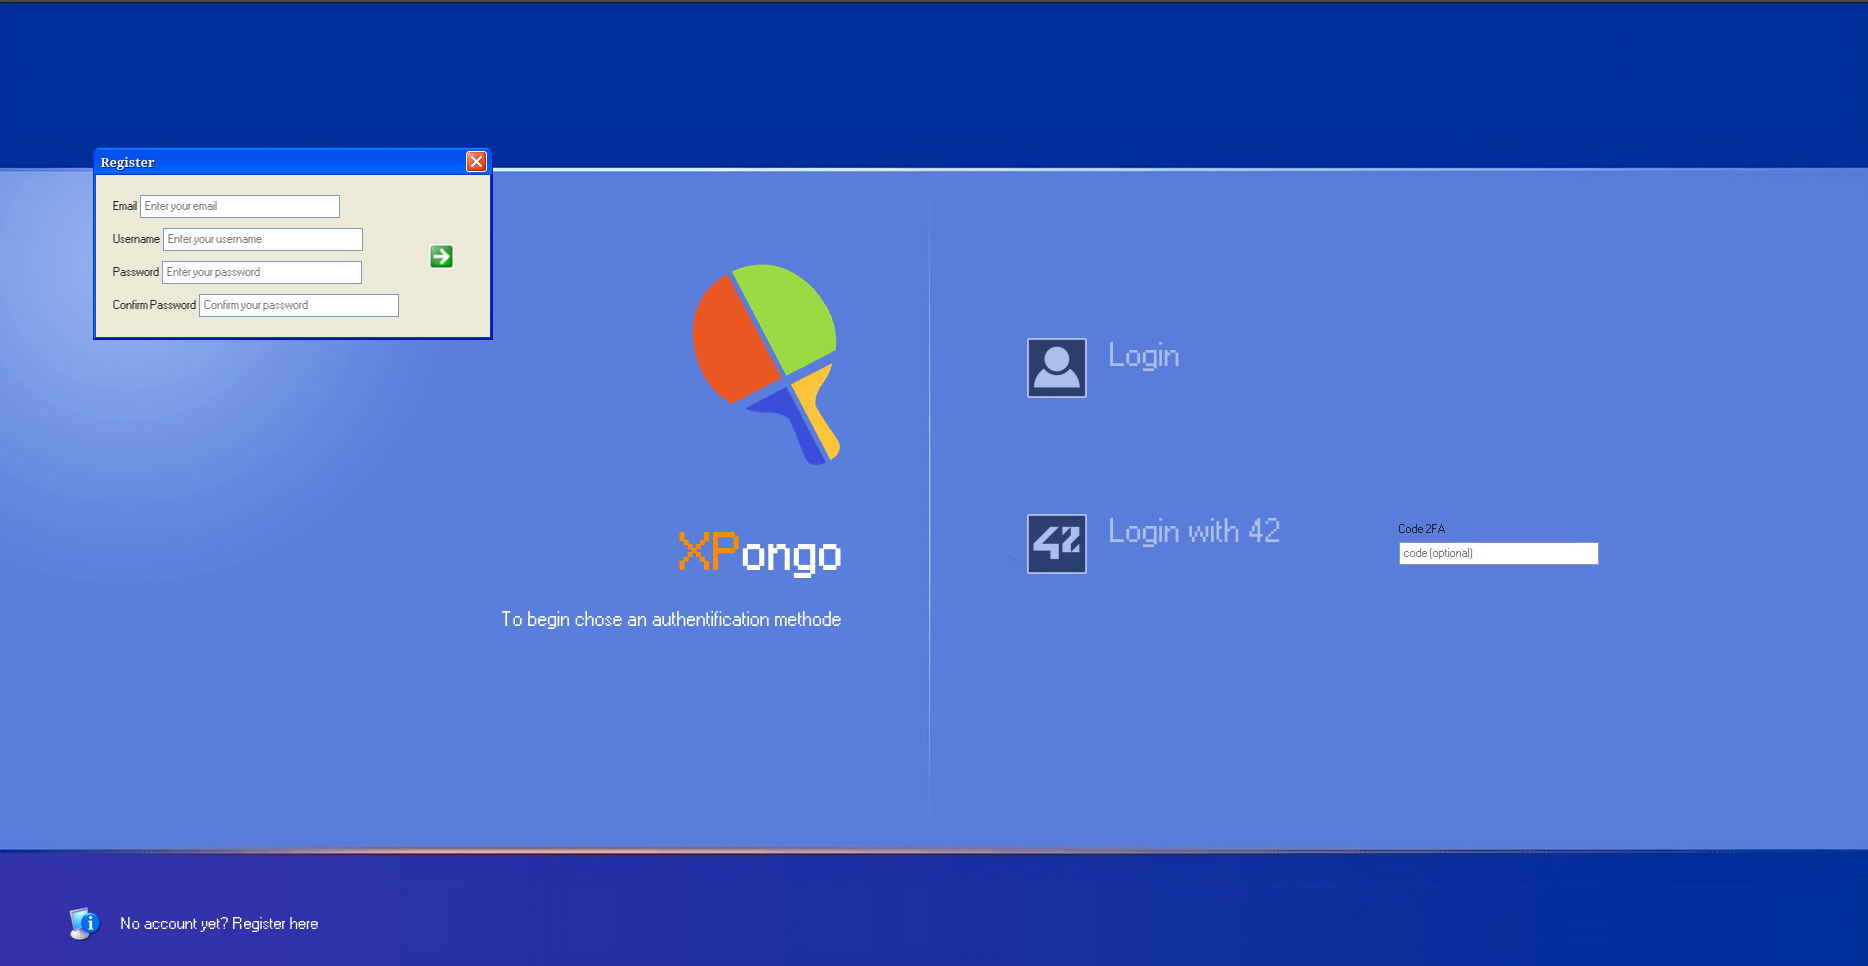 Register
Email Enter your email
Username Enter your username
Password Enter your password
Confirm Password Confirm your password
XPongo
To begin chose an authentification methode
Login
42 Login with 42
Code 2FA
code (optional)
No account yet? Register here